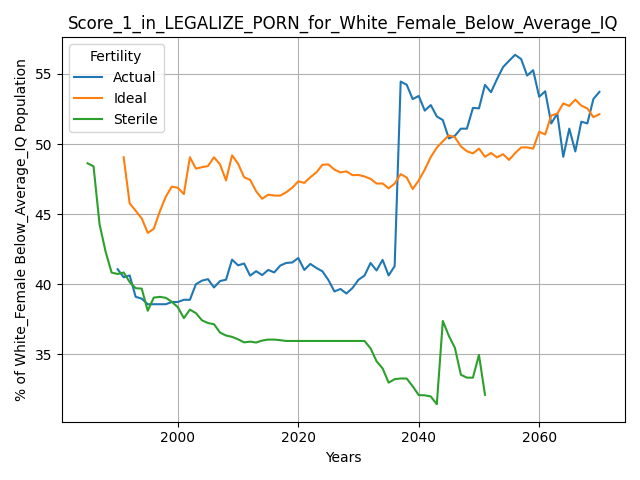 Score_1_in_LEGALIZE_PORN_for_White_Female_Below_Average_IQ
Fertility
Actual
Ideal
Sterile
% of White_Female Below_Average_IQ Population
55
50
45
40
35
2000
2020
2040
2060
Years